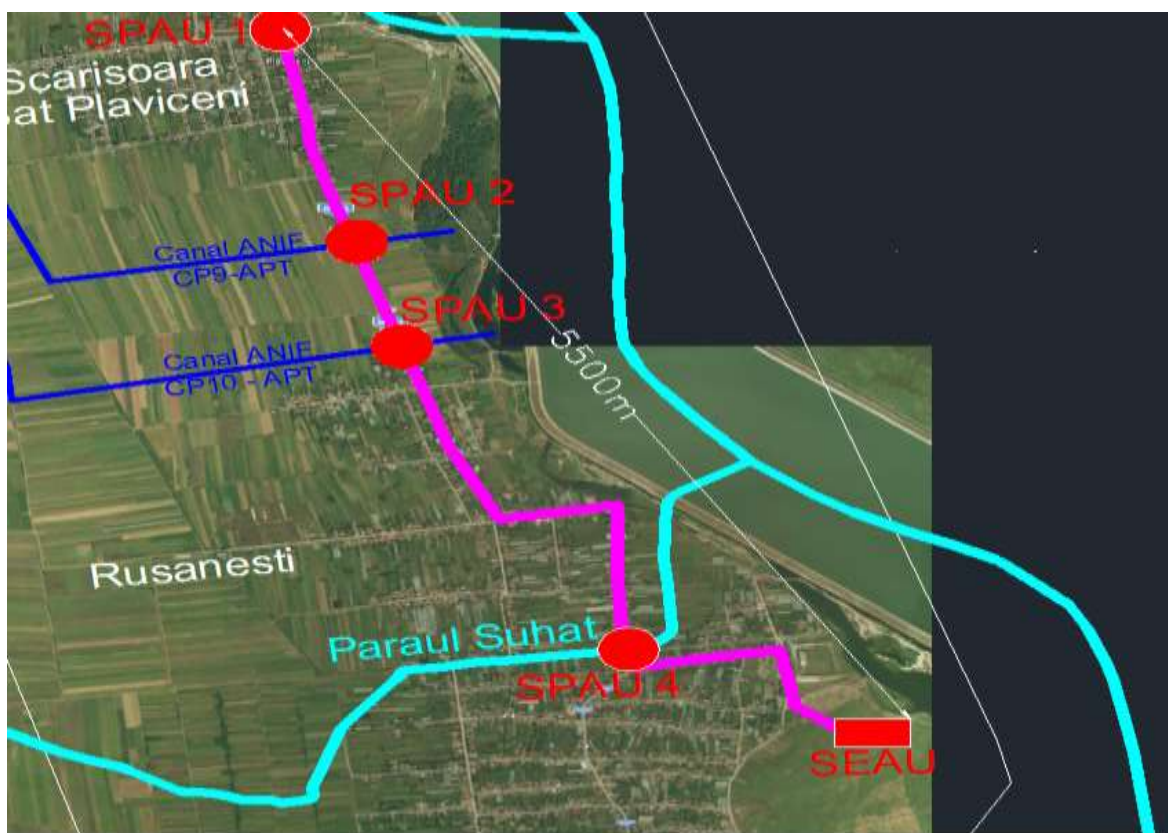 SPAU 1
Scarisoara
sat Plaviceni
SPAU 2
Canal ANIF
CP9-APT
SPAU 3
Canal ANIF
CP10 - APT
5500m
Rusanesti
Paraul Suhat
SPAU 4
SEAU